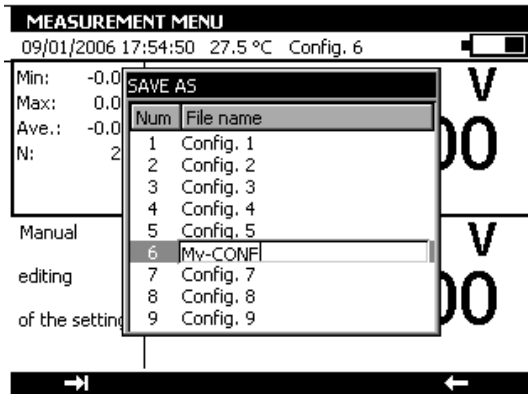 MEASUREMENT MENU
09/01/2006 17:54:50 27.5 °C Config. 6
Min: -0.0
Max: 0.0
Ave.: -0.0
N: 2
V
00
SAVE AS
Num File name
1 Config. 1
2 Config. 2
3 Config. 3
4 Config. 4
5 Config. 5
6 My-CONF
7 Config. 7
8 Config. 8
9 Config. 9
Manual
editing
of the setting
V
00